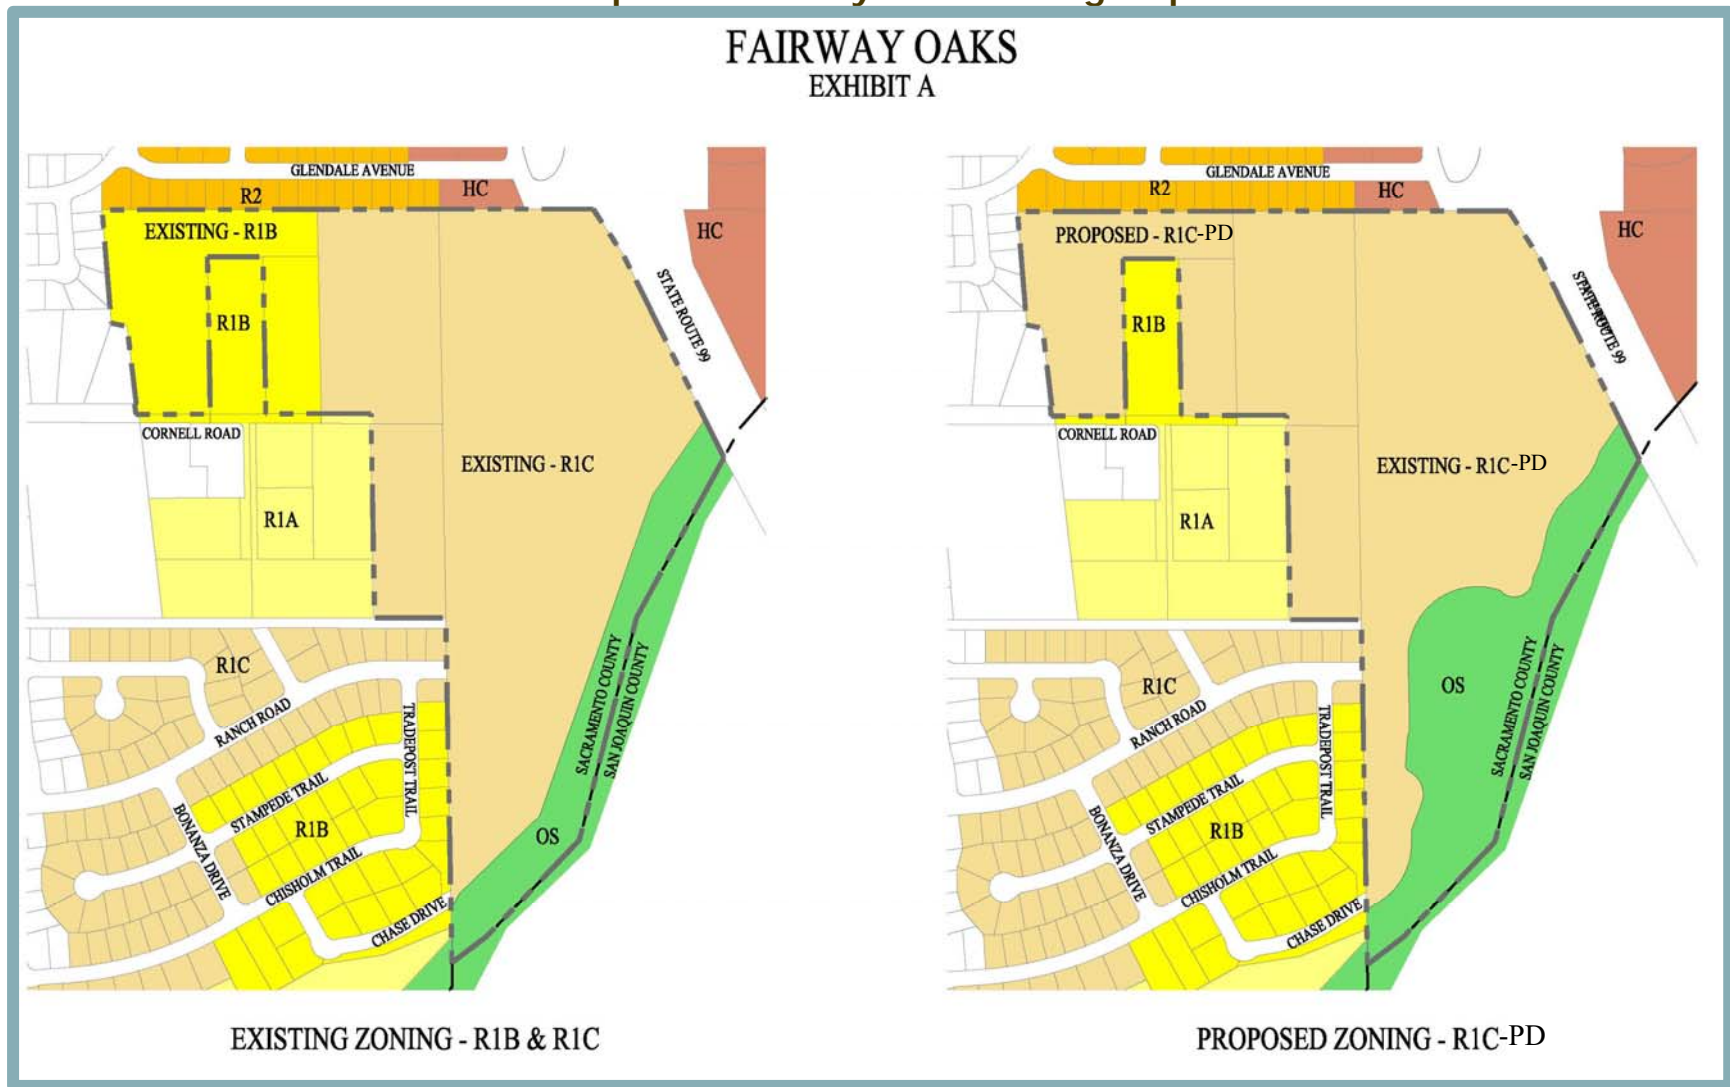 FAIRWAY OAKS
EXHIBIT A
GLENDALE AVENUE
R2
HC
EXISTING - R1B
HC
R1B
STATE ROUTE 99
CORNELL ROAD
EXISTING - R1C
R1A
R1C
SACRAMENTO COUNTY
SAN JOAQUIN COUNTY
RANCH ROAD
TRADEPOST TRAIL
STAMPEDE TRAIL
BONANZA DRIVE
R1B
OS
CHISHOLM TRAIL
CHASE DRIVE
EXISTING ZONING - R1B & R1C
GLENDALE AVENUE
R2
HC
PROPOSED - R1C-PD
HC
R1B
STATE ROUTE 99
CORNELL ROAD
EXISTING - R1C-PD
R1A
R1C
OS
SACRAMENTO COUNTY
SAN JOAQUIN COUNTY
RANCH ROAD
TRADEPOST TRAIL
STAMPEDE TRAIL
BONANZA DRIVE
R1B
CHISHOLM TRAIL
CHASE DRIVE
PROPOSED ZONING - R1C-PD